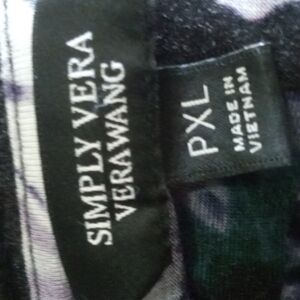 SIMPLY VERA
VERA WANG
PXL
MADE IN
VIETNAM